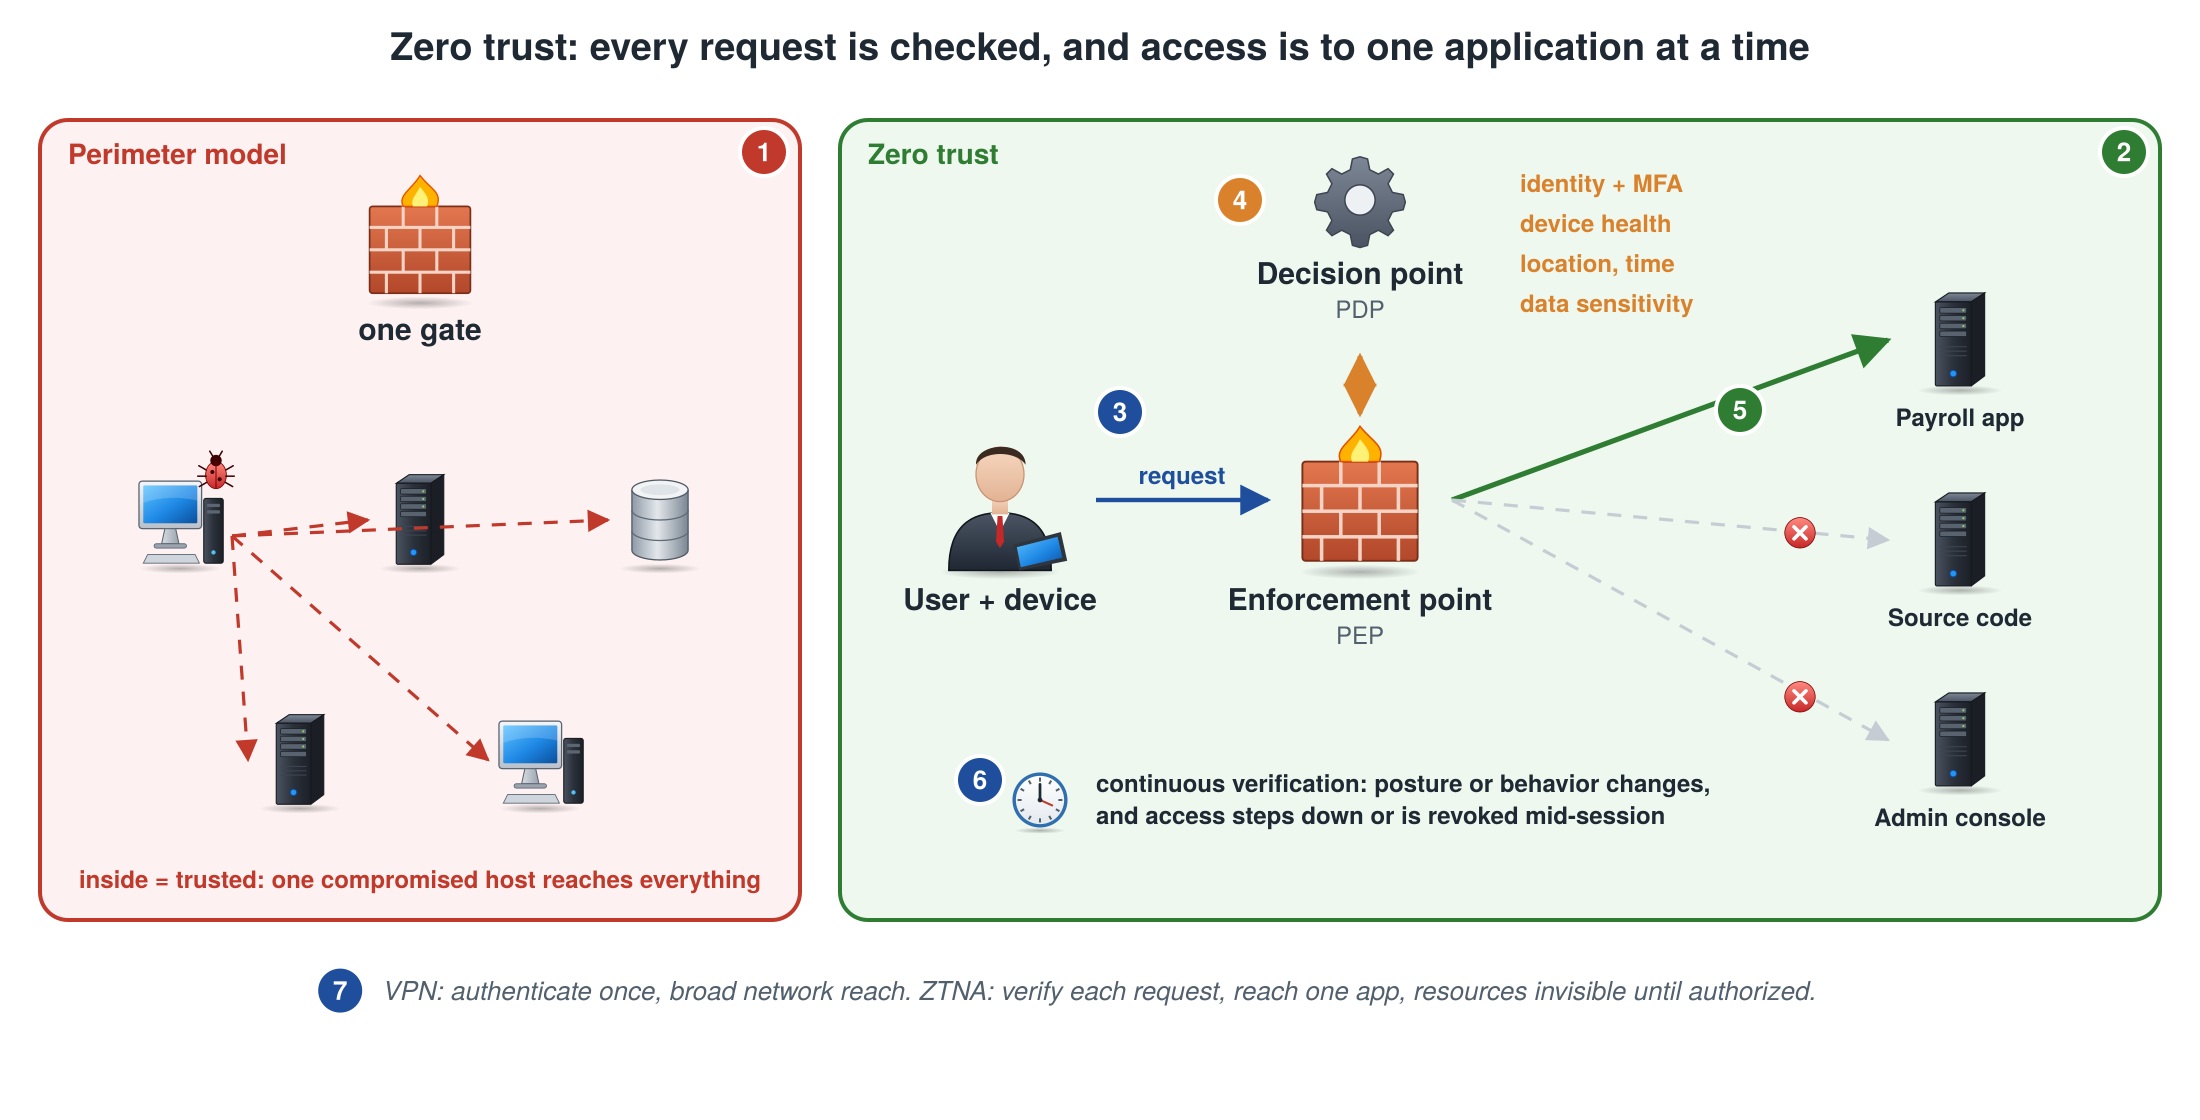 Zero trust: every request is checked, and access is to one application at a time
Perimeter model
1
one gate
inside = trusted: one compromised host reaches everything
Zero trust
2
4
Decision point
PDP
identity + MFA
device health
location, time
data sensitivity
3
request
User + device
Enforcement point
PEP
5
Payroll app
Source code
Admin console
6
continuous verification: posture or behavior changes,
and access steps down or is revoked mid-session
7
VPN: authenticate once, broad network reach. ZTNA: verify each request, reach one app, resources invisible until authorized.